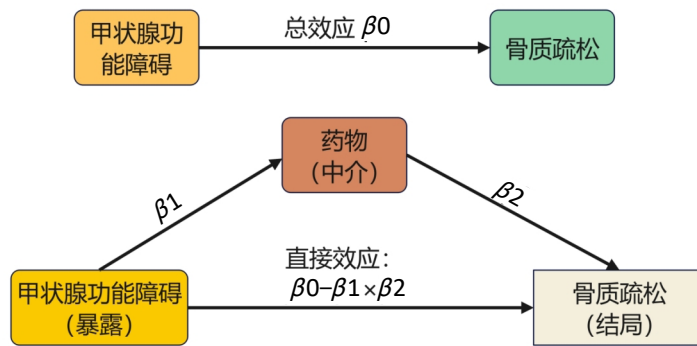 甲状腺功
能障碍
总效应 β0
骨质疏松
药物
（中介）
β1
β2
直接效应：
β0–β1×β2
甲状腺功能障碍
（暴露）
骨质疏松
（结局）